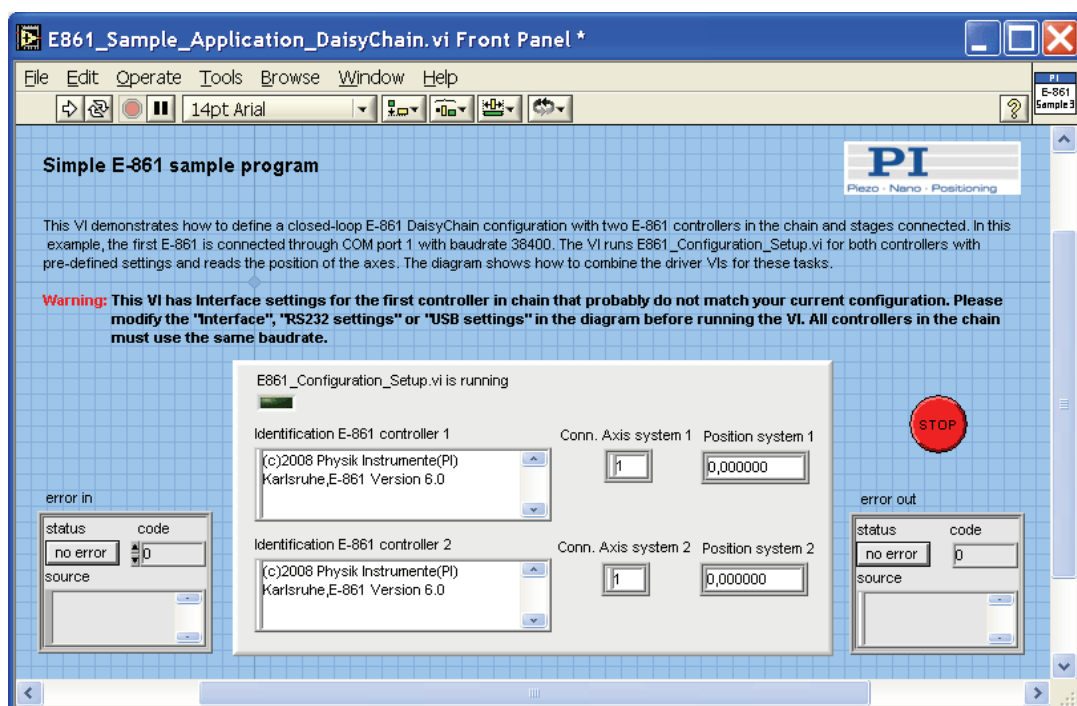 E861_Sample_Application_DaisyChain.vi Front Panel *
File Edit Operate Tools Browse Window Help
14pt Arial
?
PI
E-861
Sample 3
Simple E-861 sample program
PI
Piezo · Nano · Positioning
This VI demonstrates how to define a closed-loop E-861 DaisyChain configuration with two E-861 controllers in the chain and stages connected. In this
example, the first E-861 is connected through COM port 1 with baudrate 38400. The VI runs E861_Configuration_Setup.vi for both controllers with
pre-defined settings and reads the position of the axes. The diagram shows how to combine the driver VIs for these tasks.
Warning: This VI has Interface settings for the first controller in chain that probably do not match your current configuration. Please
modify the "Interface", "RS232 settings" or "USB settings" in the diagram before running the VI. All controllers in the chain
must use the same baudrate.
E861_Configuration_Setup.vi is running
Identification E-861 controller 1
(c)2008 Physik Instrumente(PI)
Karlsruhe,E-861 Version 6.0
Conn. Axis system 1
1
Position system 1
0,000000
STOP
Identification E-861 controller 2
(c)2008 Physik Instrumente(PI)
Karlsruhe,E-861 Version 6.0
Conn. Axis system 2
1
Position system 2
0,000000
error in
status code
no error 0
source
error out
status code
no error 0
source